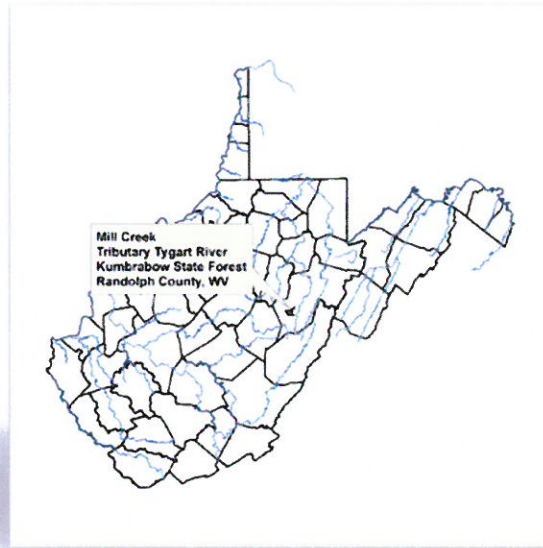 Mill Creek
Tributary Tygart River
Kumbrabow State Forest
Randolph County, WV